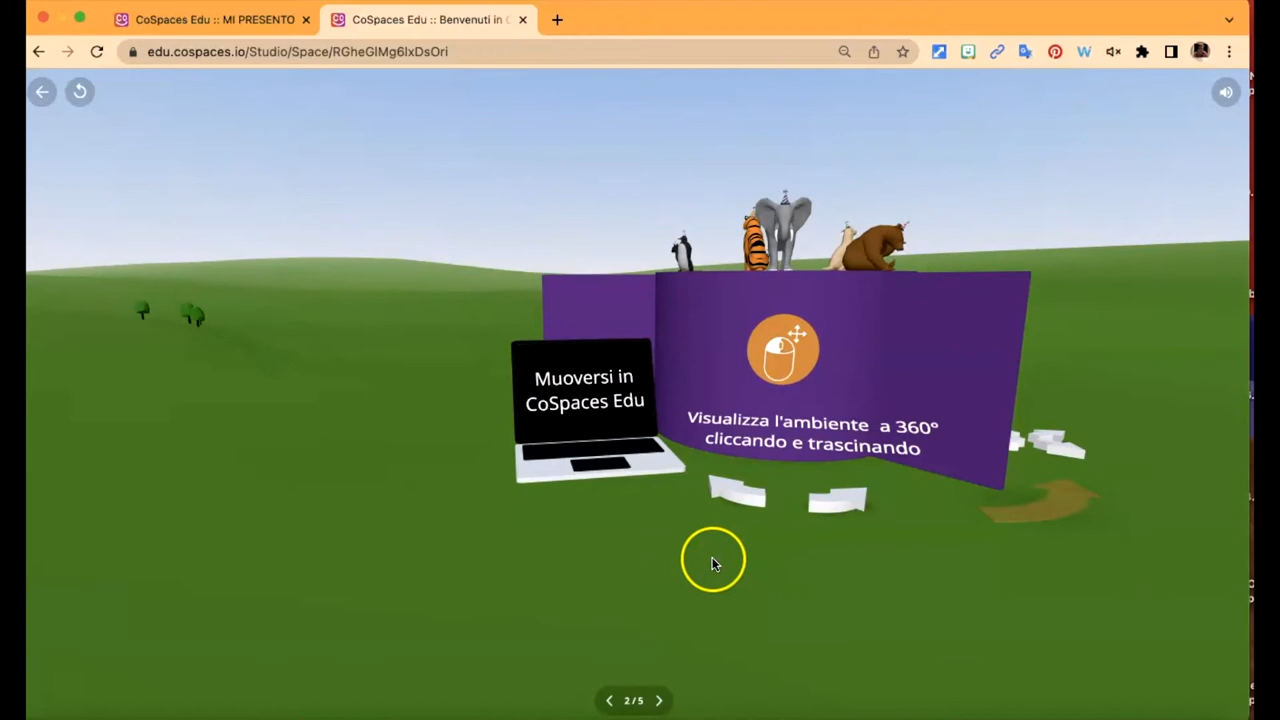 CoSpaces Edu :: MI PRESENTO
CoSpaces Edu :: Benvenuti in C
edu.cospaces.io/Studio/Space/RGheGlMg6lxDsOri
Muoversi in
CoSpaces Edu
Visualizza l'ambiente a 360°
cliccando e trascinando
2/5